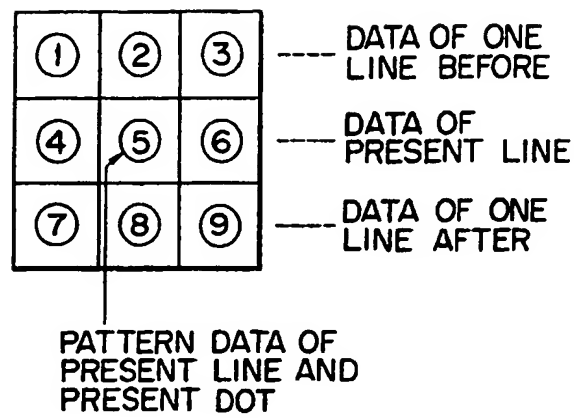 ① ② ③ DATA OF ONE
LINE BEFORE
④ ⑤ ⑥ DATA OF
PRESENT LINE
⑦ ⑧ ⑨ DATA OF ONE
LINE AFTER
PATTERN DATA OF
PRESENT LINE AND
PRESENT DOT